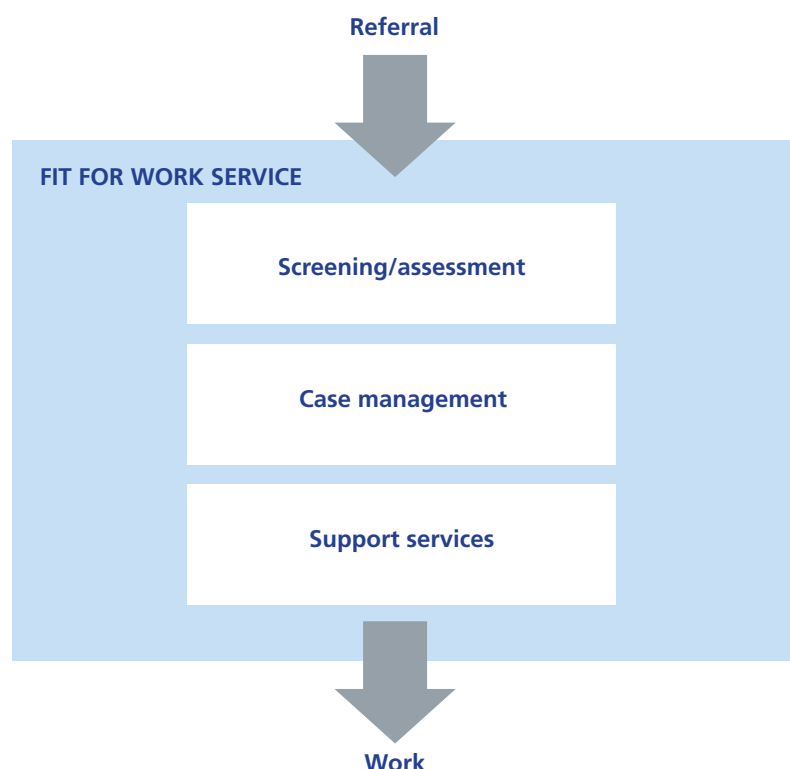 Referral
FIT FOR WORK SERVICE
Screening/assessment
Case management
Support services
Work